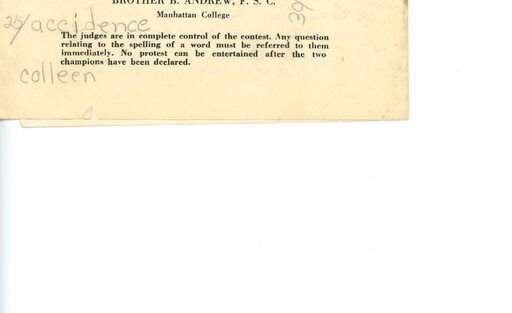 BROTHER B. ANDREW, F. S. C.
Manhattan College
39
25/accidence
The judges are in complete control of the contest. Any question
relating to the spelling of a word must be referred to them
immediately. No protest can be entertained after the two
champions have been declared.
colleen